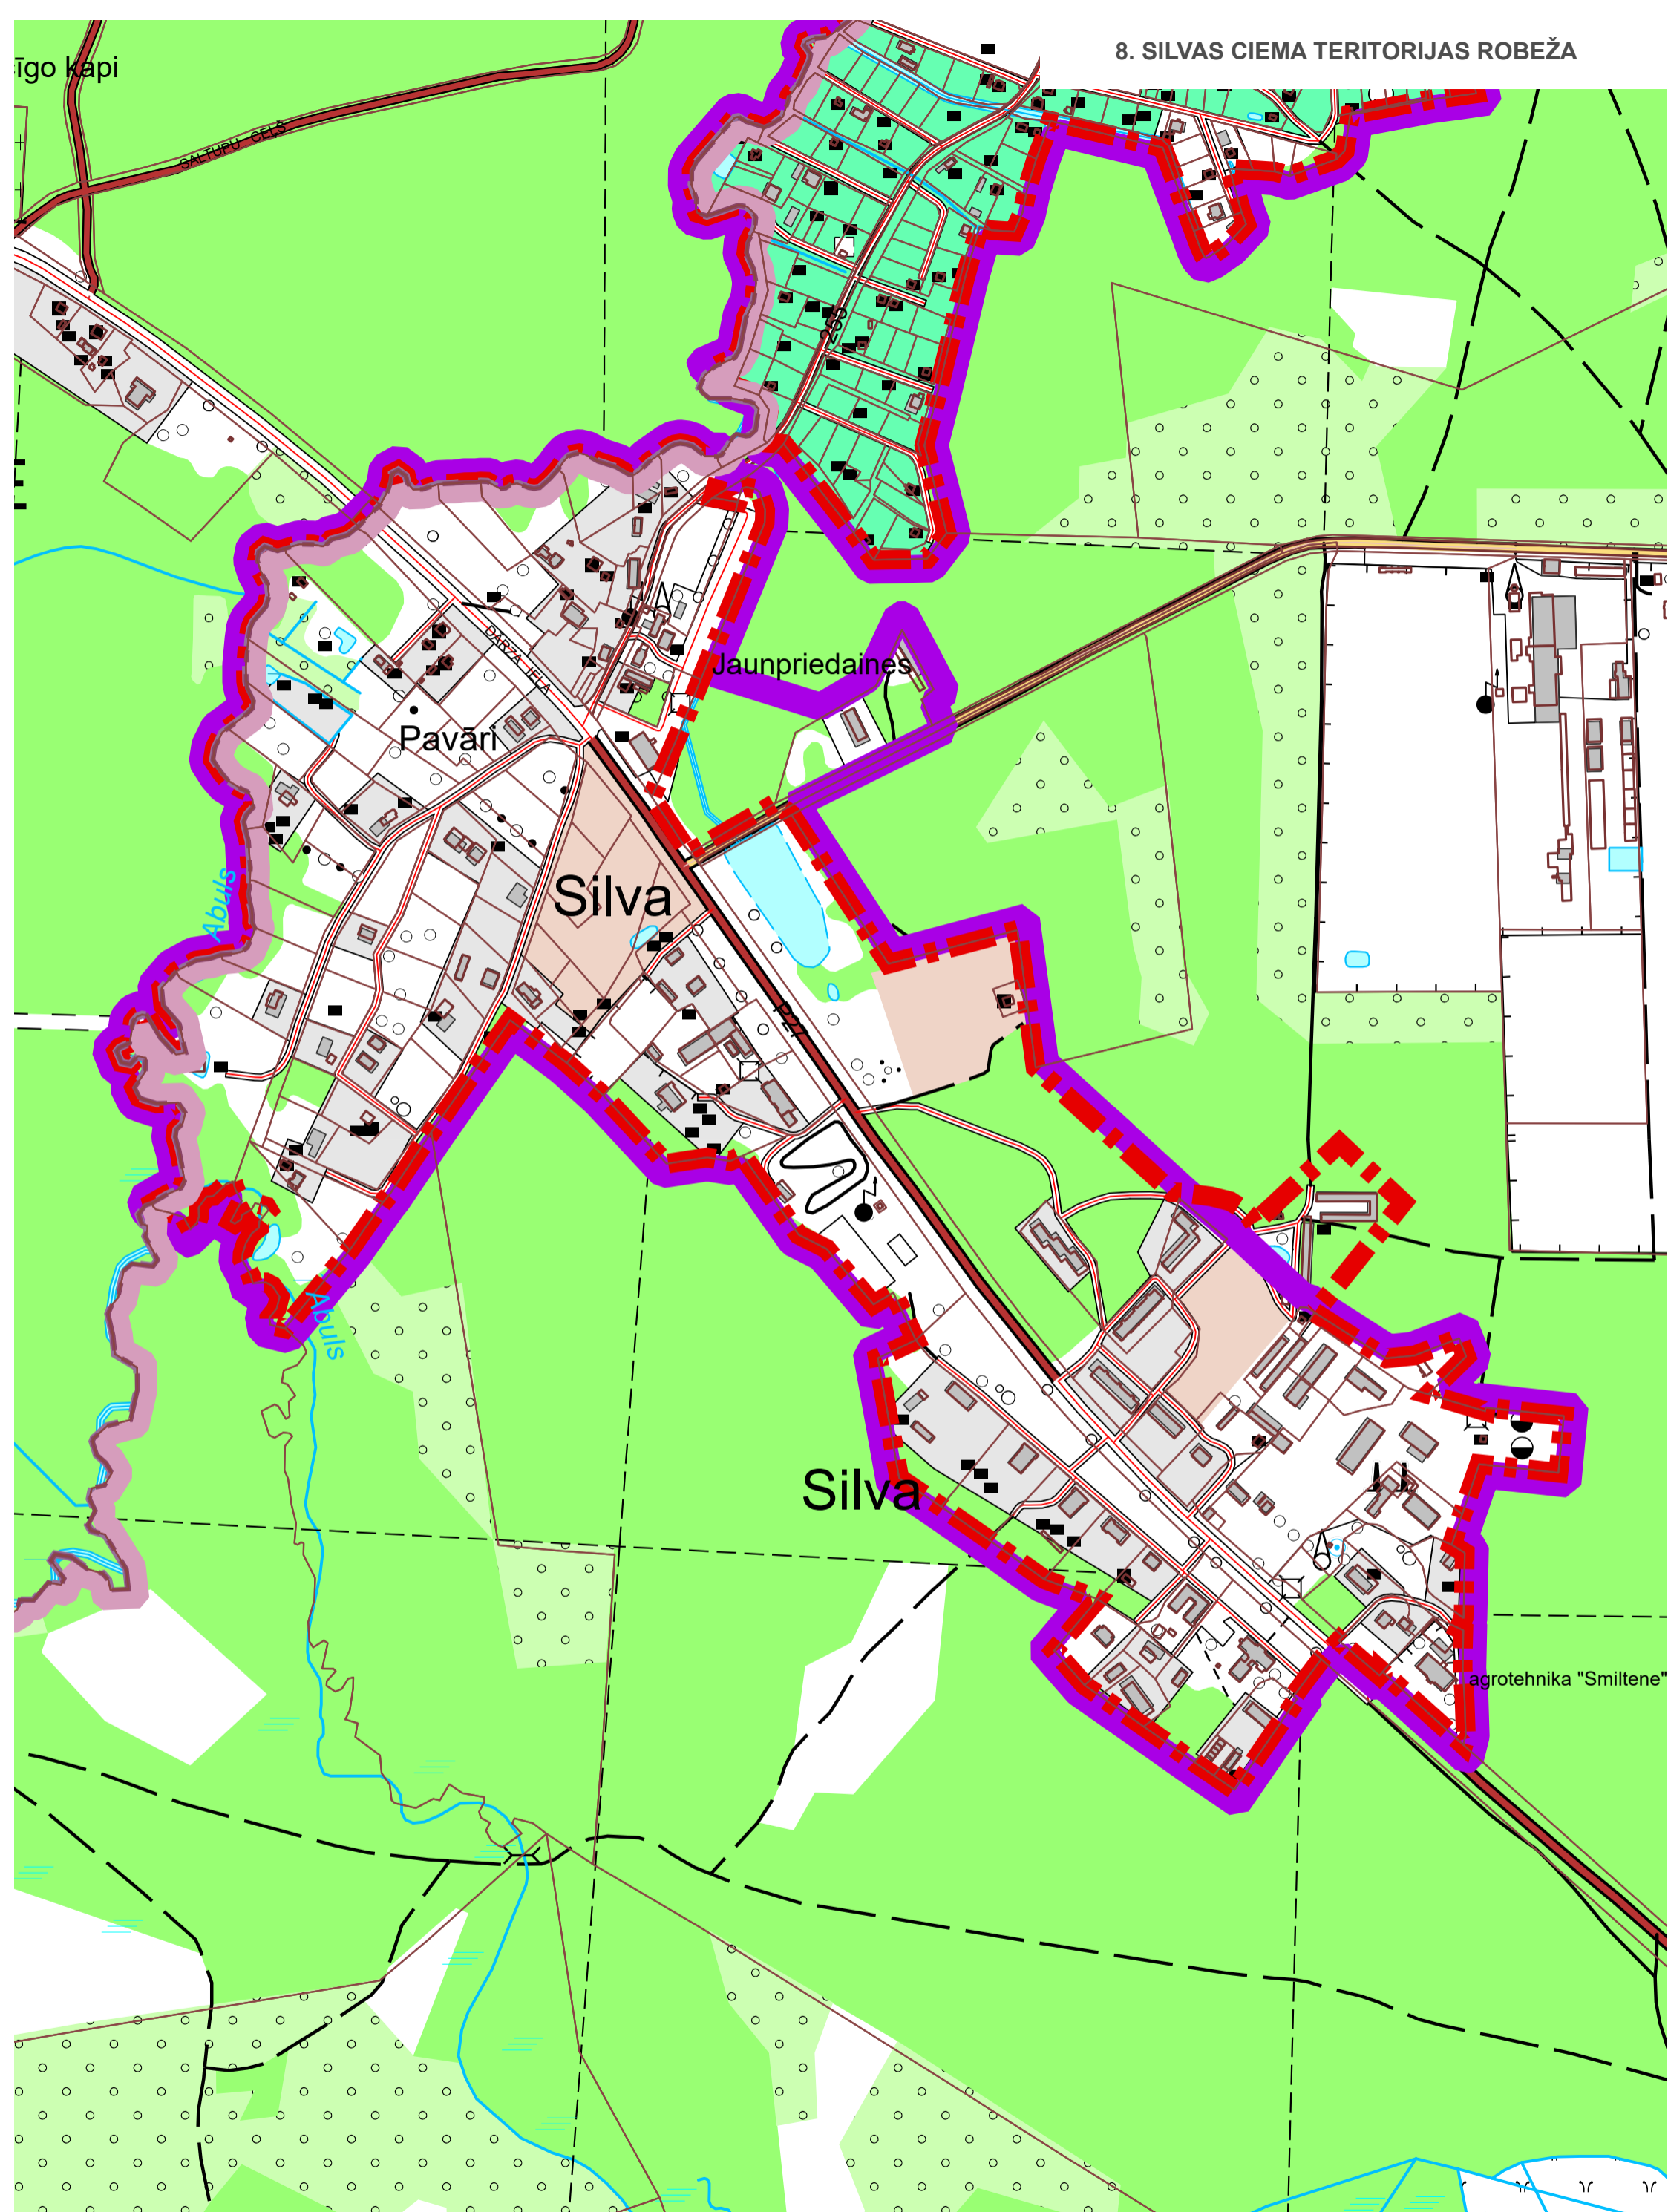 8. SILVAS CIEMA TERITORIJAS ROBEŽA
īgo kapi
SALTUPU CEĻŠ
255
DĀRZA IELA
Jaunpriedaines
Pavāri
Silva
Abuls
P27
Abuls
Silva
agrotehnika "Smiltene"